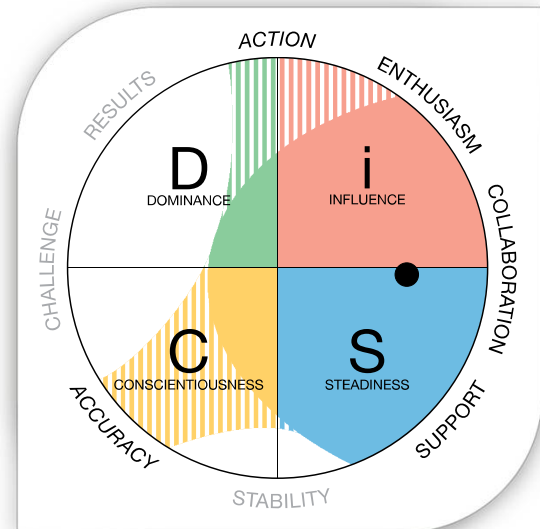 ACTION
ENTHUSIASM
RESULTS
D
DOMINANCE
i
INFLUENCE
COLLABORATION
CHALLENGE
C
CONSCIENTIOUSNESS
S
STEADINESS
ACCURACY
SUPPORT
STABILITY